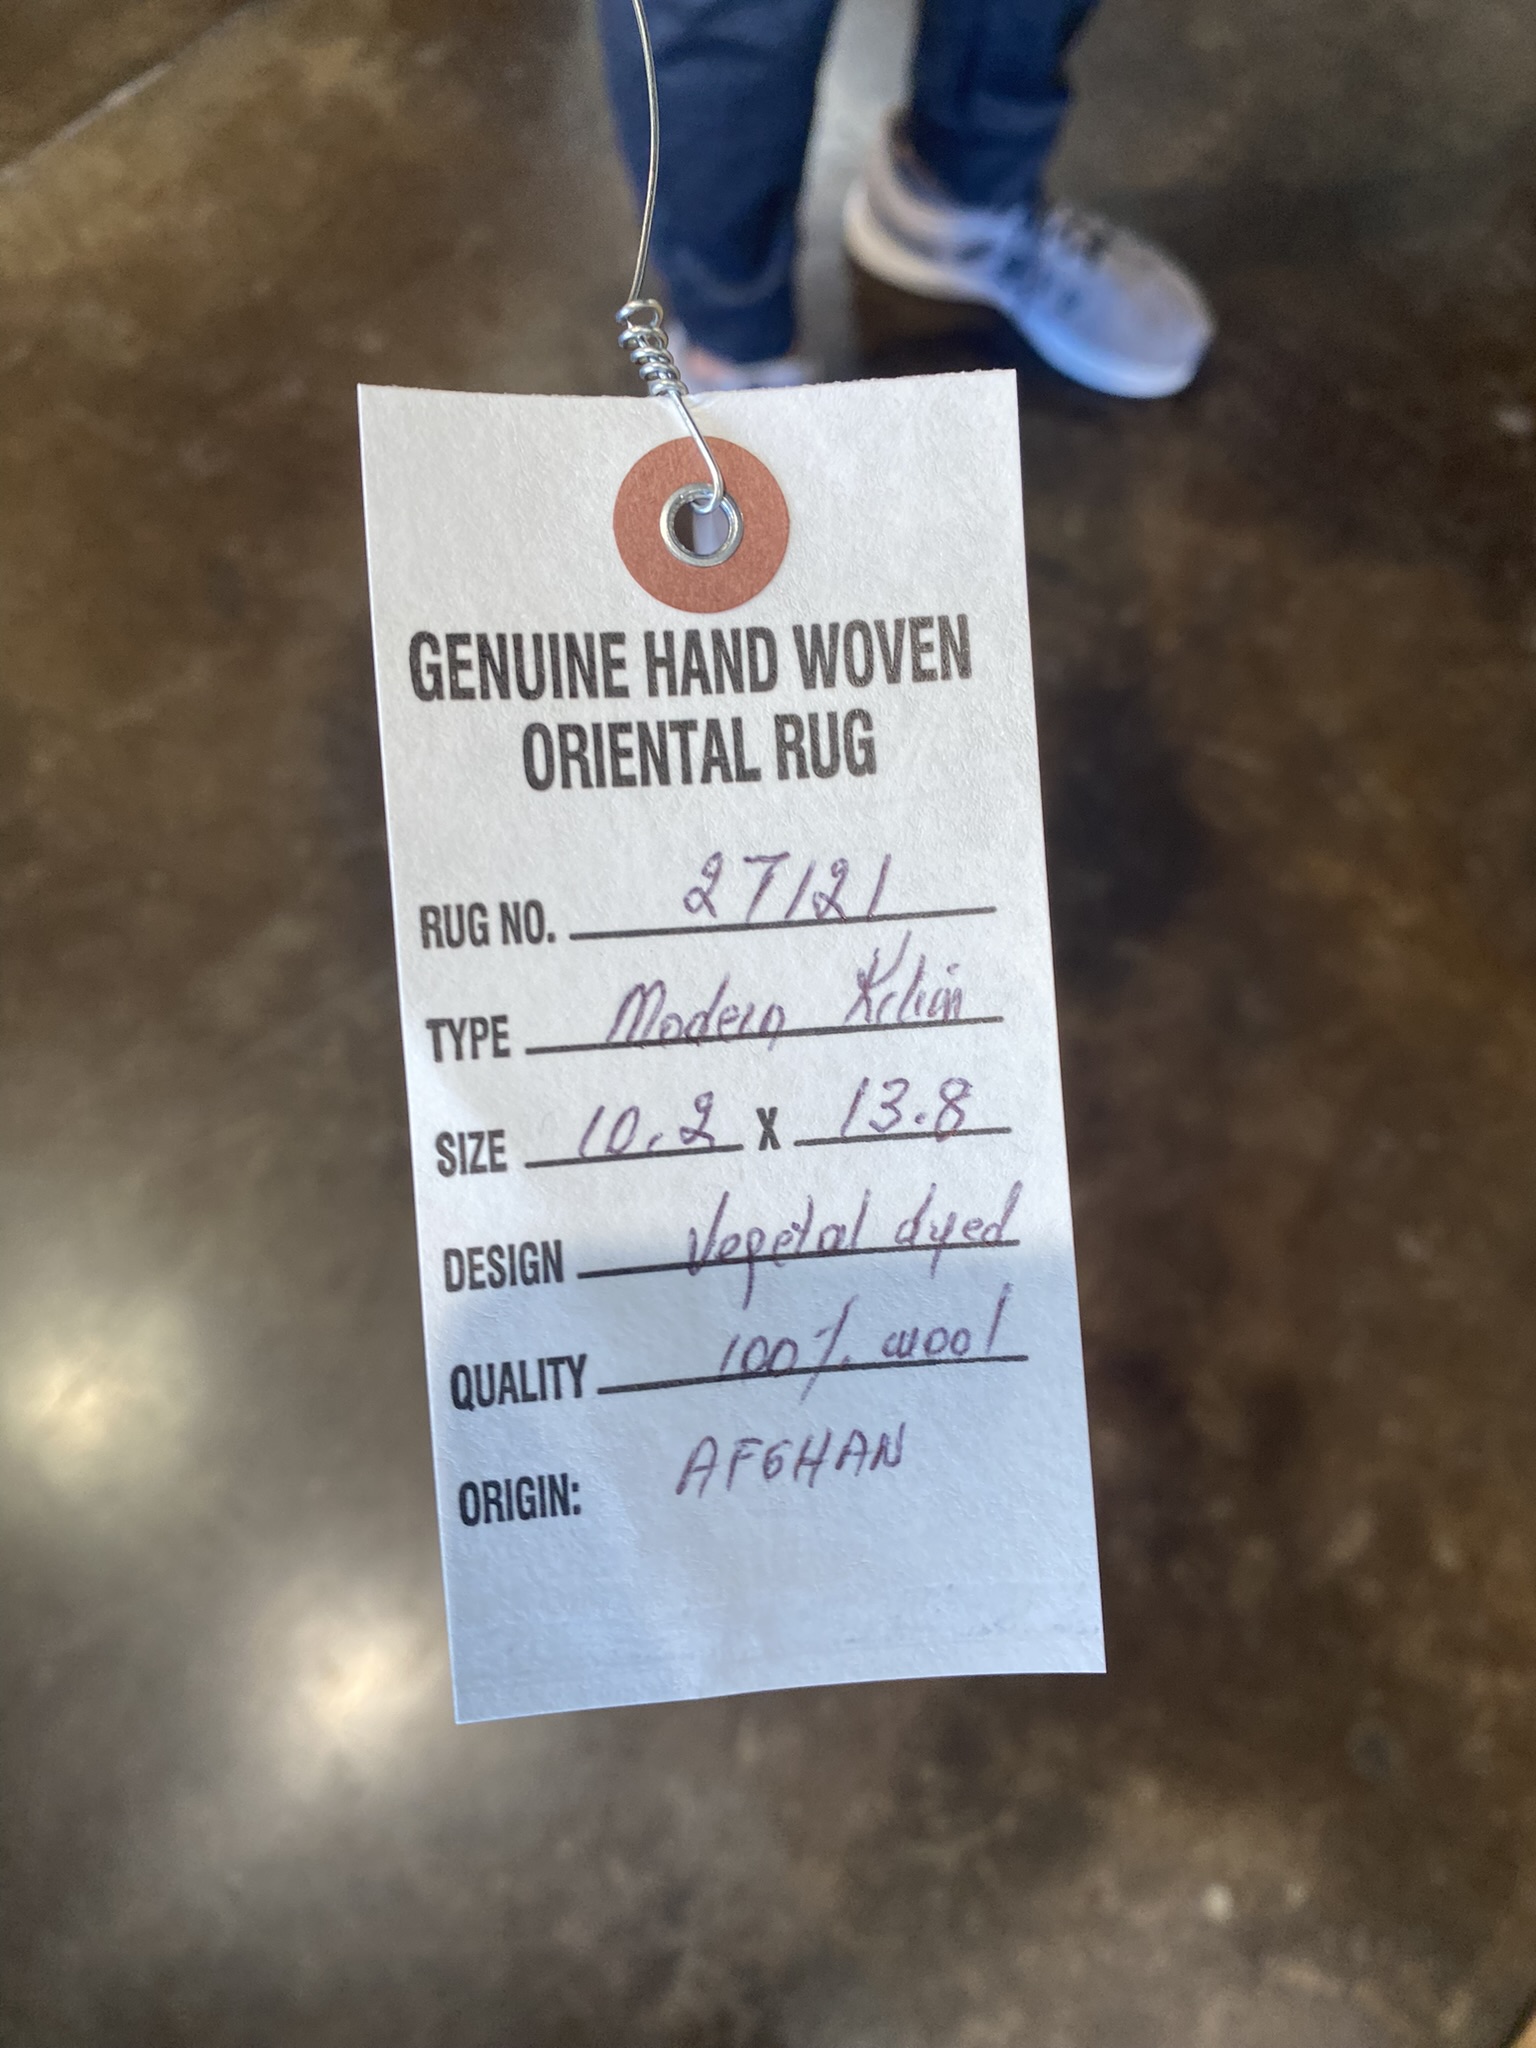 GENUINE HAND WOVEN
ORIENTAL RUG
RUG NO. 27121
TYPE Modern Kilim
SIZE 10.2 X 13.8
DESIGN Vegetal dyed
QUALITY 100% wool
ORIGIN: AFGHAN